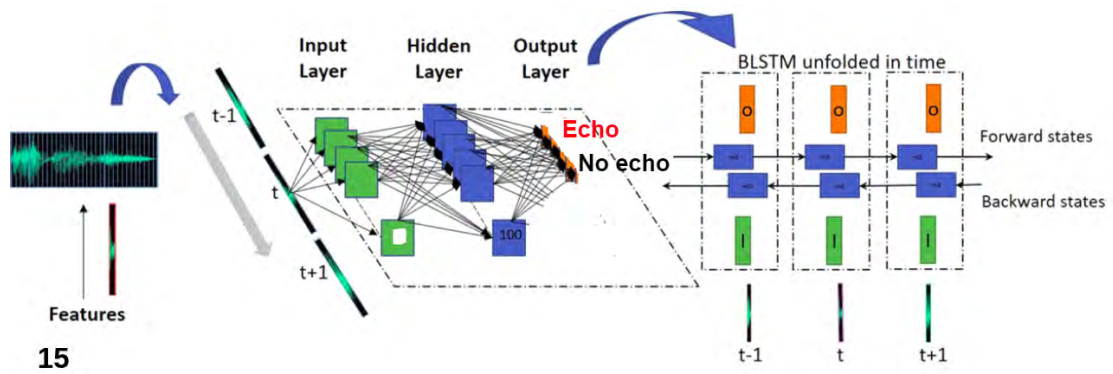 Input
Layer
Hidden
Layer
Output
Layer
BLSTM unfolded in time
t-1
t
t+1
Echo
No echo
100
O
O
O
Forward states
Backward states
I
I
I
t-1
t
t+1
Features
15